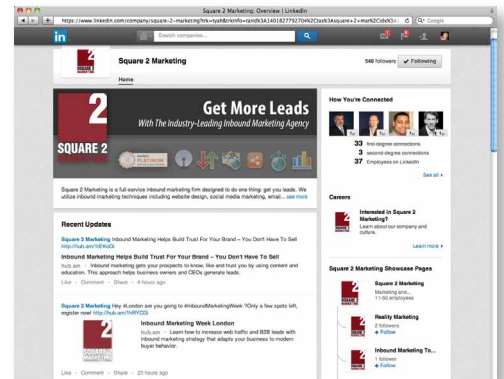 Square 2 Marketing: Overview | LinkedIn
Search companies...
Google
Square 2 Marketing
546 followers
Following
Home
2
SQUARE 2
Get More Leads
With The Industry-Leading Inbound Marketing Agency
PLATINUM
Square 2 Marketing is a full-service inbound marketing firm designed to do one thing: get you leads. We
utilize inbound marketing techniques including website design, social media marketing, email... see more
Recent Updates
Square 2 Marketing Inbound Marketing Helps Build Trust For Your Brand – You Don't Have To Sell
Inbound Marketing Helps Build Trust For Your Brand – You Don't Have To Sell
hub.am · Inbound marketing gets your prospects to know, like and trust you by using content and
education. This approach helps business owners and CEOs generate leads.
Like · Comment · Share · 4 hours ago
Square 2 Marketing Hey #London are you going to #InboundMarketingWeek ?Only a few spots left,
register now!
Inbound Marketing Week London
hub.am · Learn how to increase web traffic and B2B leads with
inbound marketing strategy that adapts your business to modern
buyer behavior.
Like · Comment · Share · 20 hours ago
How You're Connected
33 first-degree connections
3 second-degree connections
37 Employees on LinkedIn
See all
Careers
Interested in Square 2
Marketing?
Learn about our company and
culture.
Learn more
Square 2 Marketing Showcase Pages
Square 2 Marketing
Marketing and...
11-50 employees
Reality Marketing
2 followers
+ Follow
Inbound Marketing To...
1 follower
+ Follow